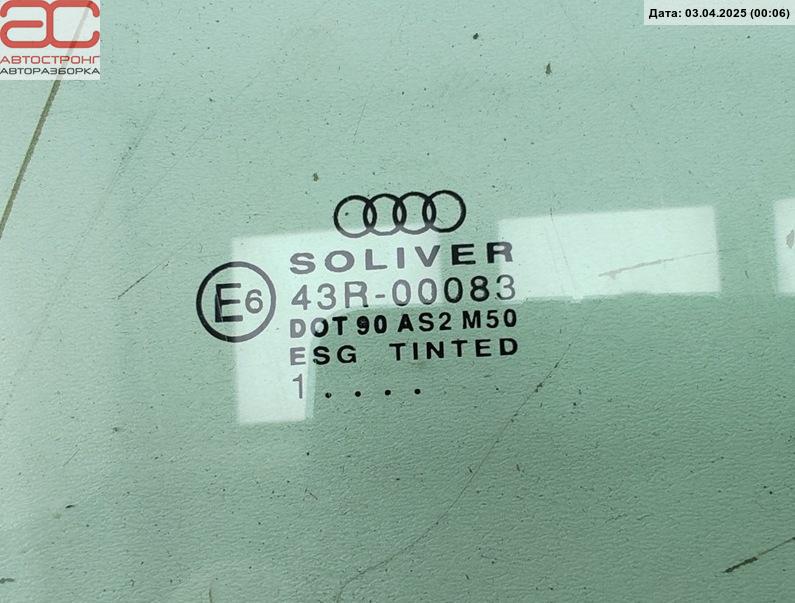 АС
АВТОСТРОНГ
АВТОРАЗБОРКА
Дата: 03.04.2025 (00:06)
SOLIVER
E6
43R-00083
DOT 90 AS2 M50
ESG TINTED
1 . . . .